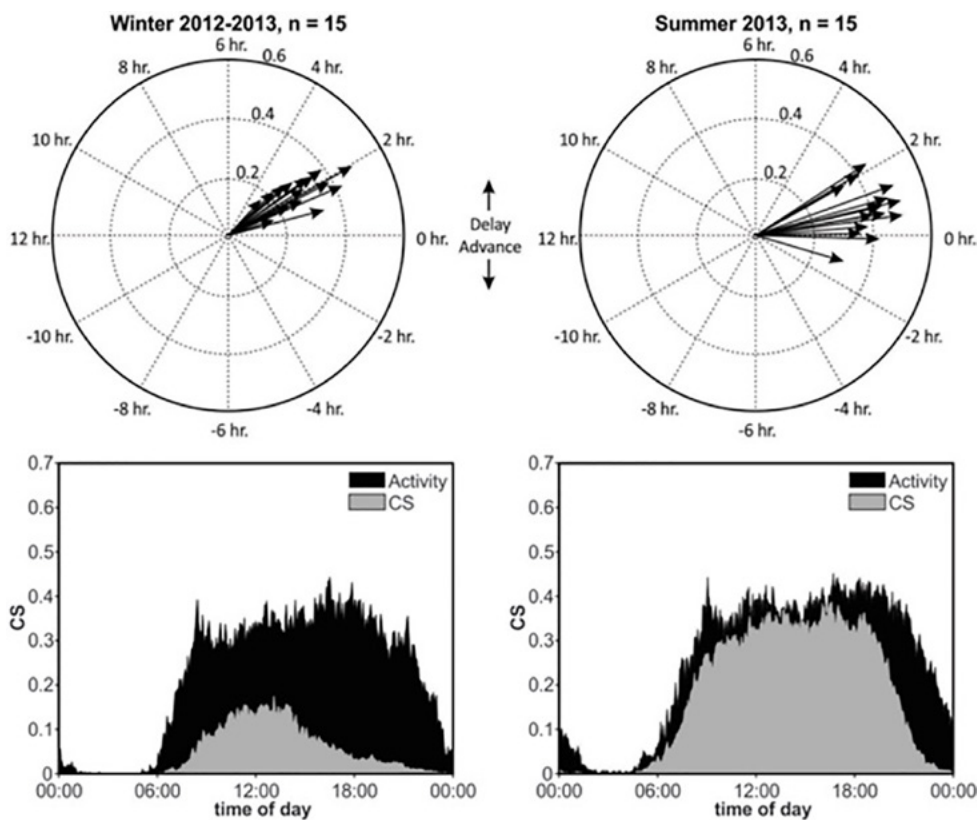 Winter 2012-2013, n = 15
6 hr.
0.6
8 hr.
4 hr.
0.4
10 hr.
2 hr.
0.2
12 hr.
0 hr.
-10 hr.
-2 hr.
-8 hr.
-4 hr.
-6 hr.
Delay
Advance
Summer 2013, n = 15
6 hr.
0.6
8 hr.
4 hr.
0.4
10 hr.
2 hr.
0.2
12 hr.
0 hr.
-10 hr.
-2 hr.
-8 hr.
-4 hr.
-6 hr.
0.7
0.6
0.5
0.4
0.3
0.2
0.1
0
CS
Activity
CS
00:00 06:00 12:00 18:00 00:00
time of day
0.7
0.6
0.5
0.4
0.3
0.2
0.1
0
CS
Activity
CS
00:00 06:00 12:00 18:00 00:00
time of day